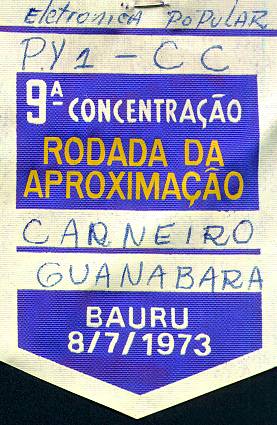 Eletronica POPULAR
PY1-CC
9ª CONCENTRAÇÃO
RODADA DA
APROXIMAÇÃO
CARNEIRO
GUANABARA
BAURU
8/7/1973